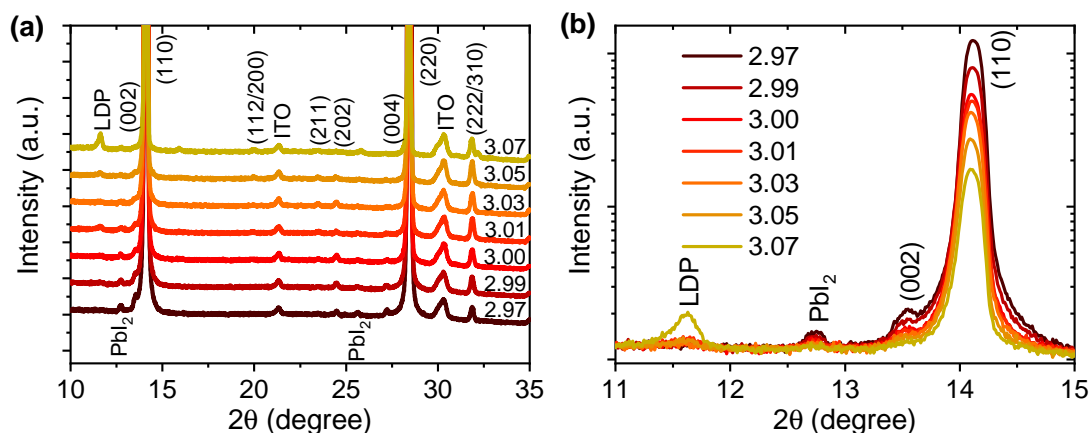 (a)
Intensity (a.u.)
LDP
(002)
(110)
(112/200)
ITO
(211)
(202)
(004)
(220)
ITO
(222/310)
3.07
3.05
3.03
3.01
3.00
2.99
2.97
PbI₂
PbI₂
10 15 20 25 30 35
2θ (degree)
(b)
Intensity (a.u.)
2.97
2.99
3.00
3.01
3.03
3.05
3.07
LDP
PbI₂
(002)
(110)
11 12 13 14 15
2θ (degree)